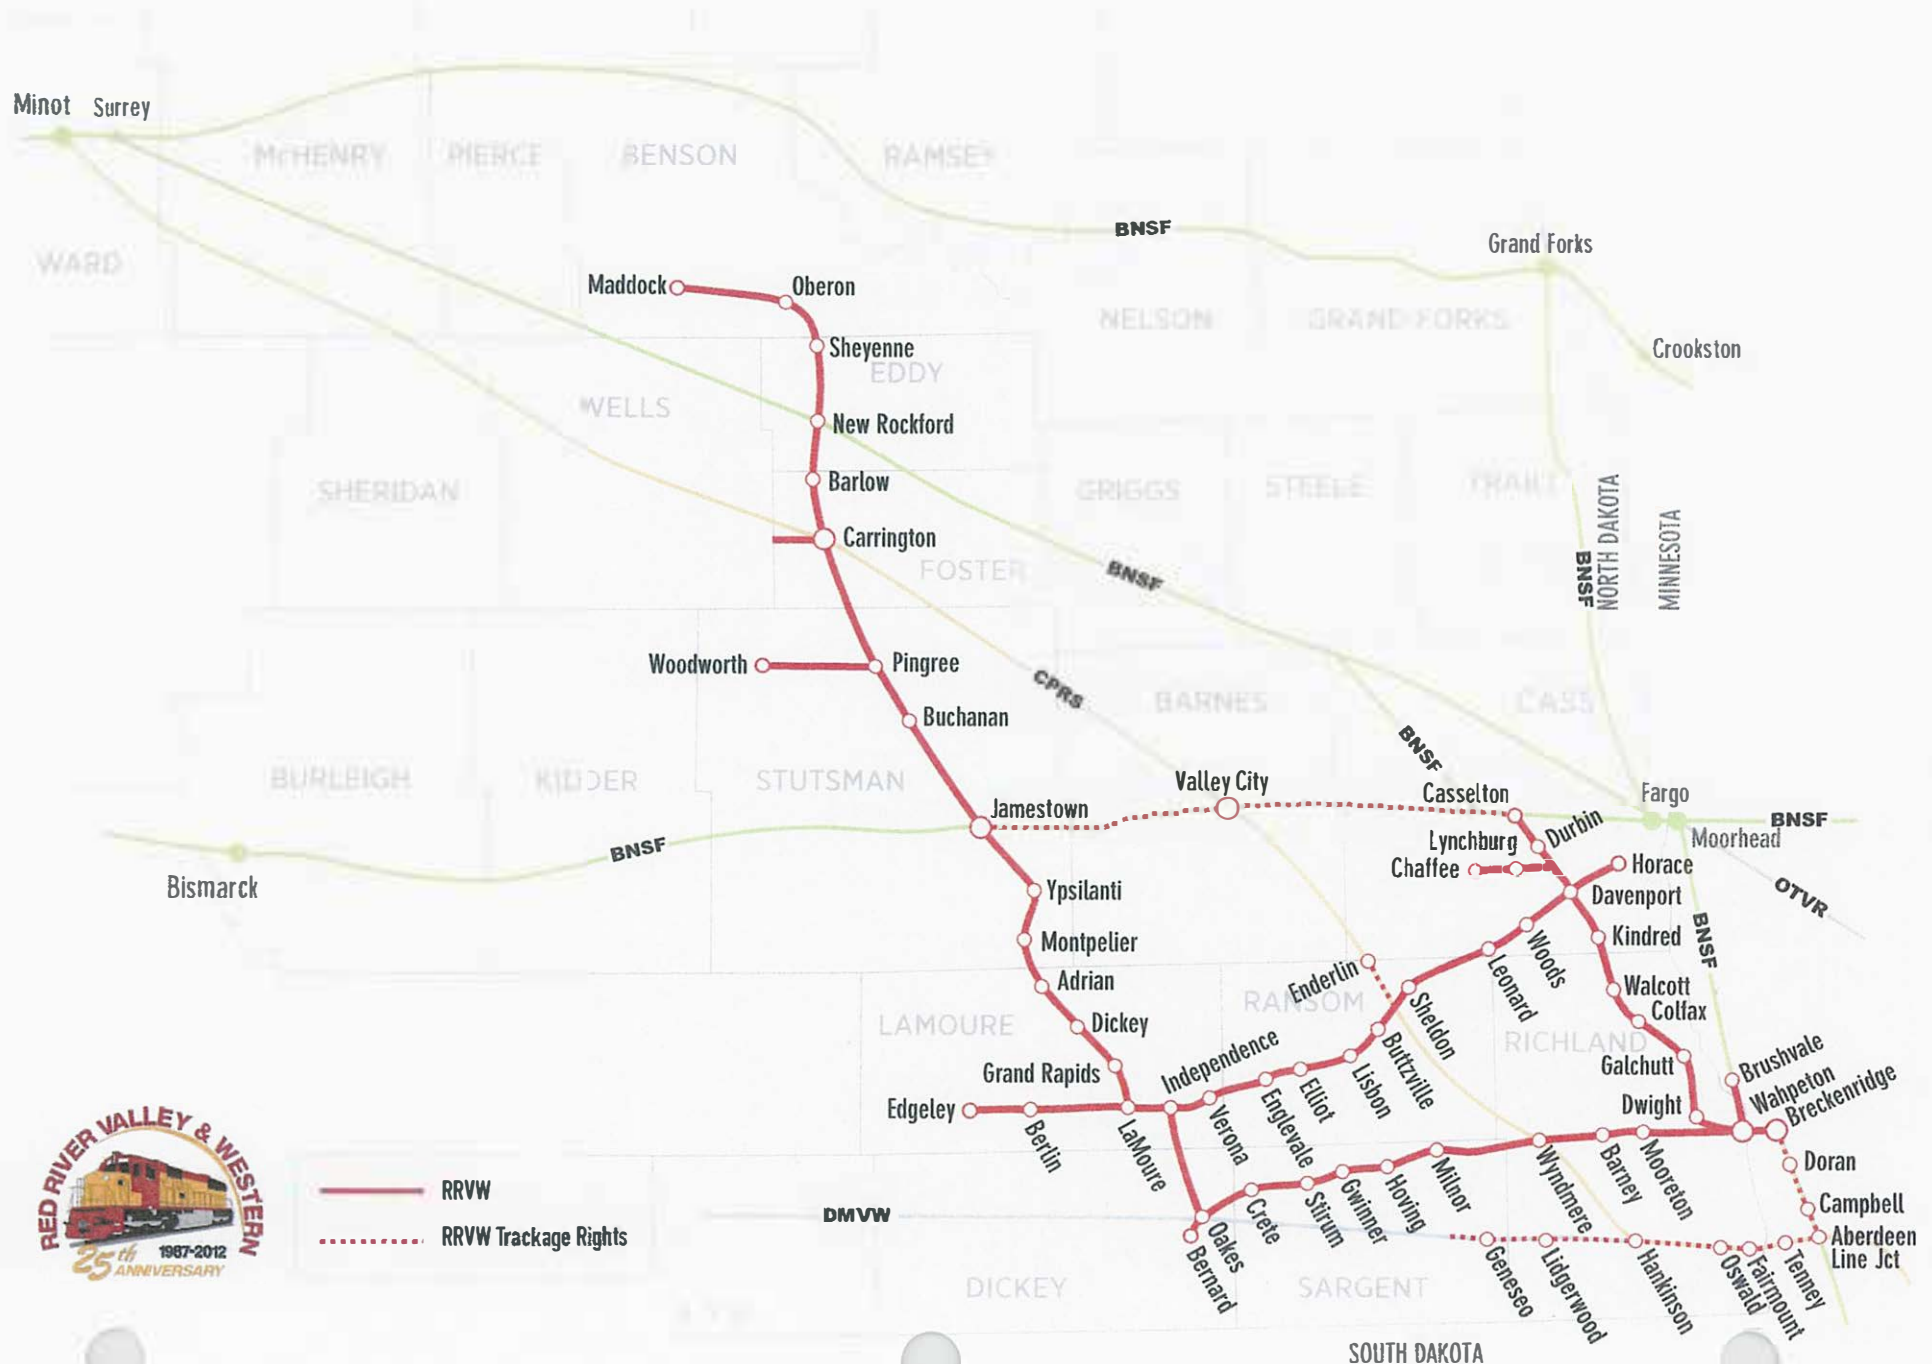 Minot
Surrey
McHENRY
PIERCE
BENSON
RAMSEY
BNSF
Grand Forks
WARD
Maddock
Oberon
NELSON
GRAND FORKS
Sheyenne
EDDY
Crookston
WELLS
New Rockford
SHERIDAN
Barlow
GRIGGS
STEELE
TRAILL
NORTH DAKOTA
MINNESOTA
BNSF
Carrington
FOSTER
BNSF
Woodworth
Pingree
CPRS
BARNES
CASS
Buchanan
BNSF
BURLEIGH
KIDDER
STUTSMAN
Valley City
Casselton
Fargo
Jamestown
BNSF
BNSF
Durbin
Moorhead
Lynchburg
Chaffee
Horace
Bismarck
Ypsilanti
Davenport
OTVR
Kindred
BNSF
Montpelier
Woods
Leonard
Enderlin
Adrian
Walcott
RANSOM
Sheldon
Colfax
LAMOURE
Dickey
RICHLAND
Independence
Buttzville
Grand Rapids
Galchutt
Brushvale
Lisbon
Elliot
Englevale
Verona
Wahpeton
Breckenridge
Edgeley
Berlin
LaMoure
Dwight
Doran
RED RIVER VALLEY & WESTERN
25th
1987-2012
ANNIVERSARY
RRVW
RRVW Trackage Rights
Milnor
Hoving
Gwinner
Stirum
Crete
Oakes
Bernard
Wyndmere
Barney
Mooreton
Campbell
DMVW
Aberdeen
Line Jct
Geneseo
Lidgerwood
Hankinson
Oswald
Fairmount
Tenney
DICKEY
SARGENT
SOUTH DAKOTA